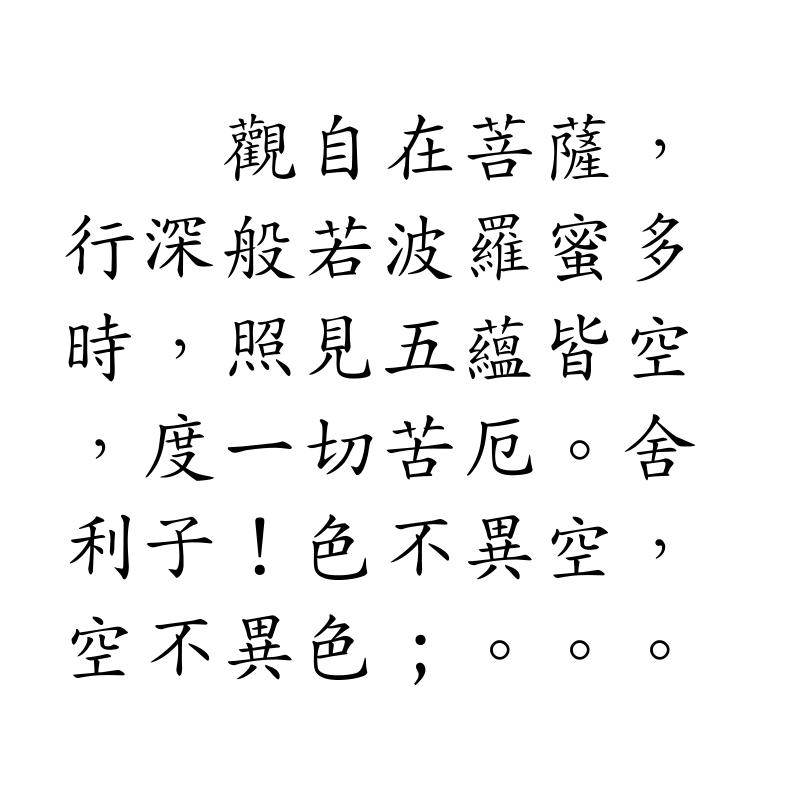 觀自在菩薩，
行深般若波羅蜜多
時，照見五蘊皆空
，度一切苦厄。舍
利子！色不異空，
空不異色；。。。